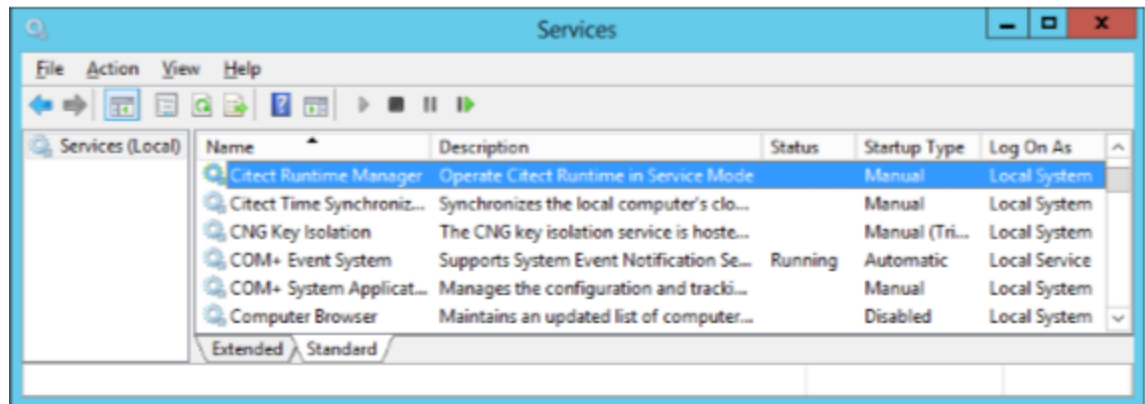 Services
File Action View Help
Services (Local)
Name Description Status Startup Type Log On As
Citect Runtime Manager Operate Citect Runtime in Service Mode Manual Local System
Citect Time Synchroniz... Synchronizes the local computer's clo... Manual Local System
CNG Key Isolation The CNG key isolation service is hoste... Manual (Tri... Local System
COM+ Event System Supports System Event Notification Se... Running Automatic Local Service
COM+ System Applicat... Manages the configuration and tracki... Manual Local System
Computer Browser Maintains an updated list of computer... Disabled Local System
Extended Standard